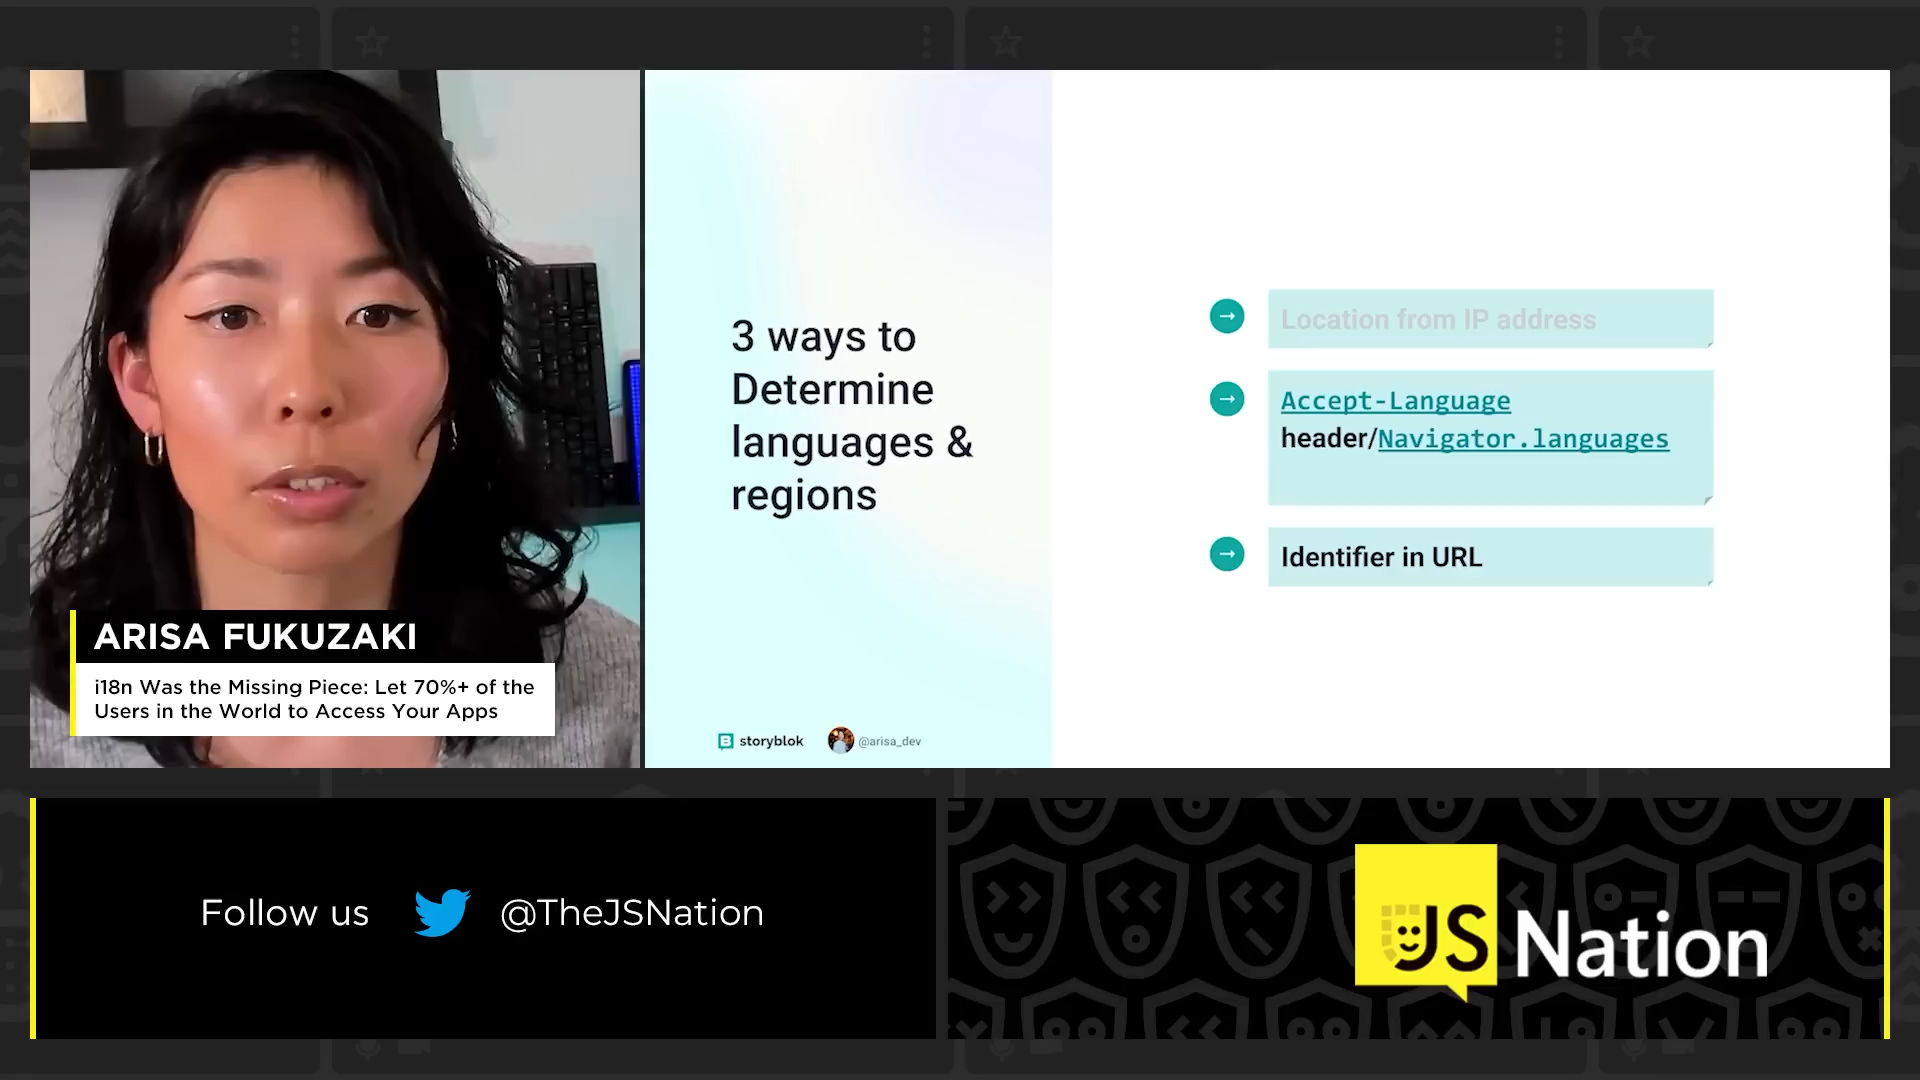 ARISA FUKUZAKI
i18n Was the Missing Piece: Let 70%+ of the
Users in the World to Access Your Apps
3 ways to
Determine
languages &
regions
storyblok
@arisa_dev
Location from IP address
Accept-Language
header/Navigator.languages
Identifier in URL
Follow us
@TheJSNation
JS Nation